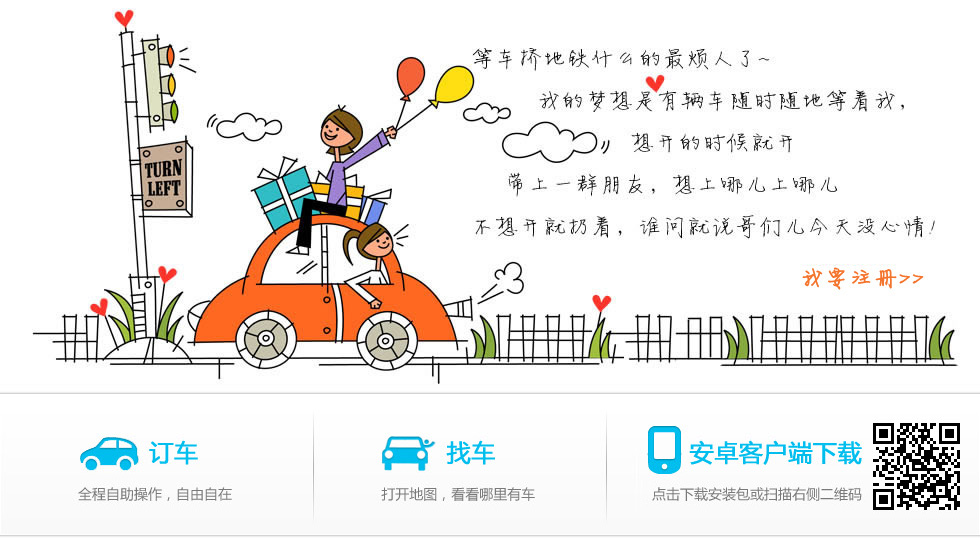 等车挤地铁什么的最烦人了~
我的梦想是有辆车随时随地等着我,
想开的时候就开
带上一群朋友,想上哪儿上哪儿
不想开就扔着,谁问就说哥们儿今天没心情!
我要注册>>
TURN
LEFT
订车
全程自助操作，自由自在
找车
打开地图，看看哪里有车
安卓客户端下载
点击下载安装包或扫描右侧二维码